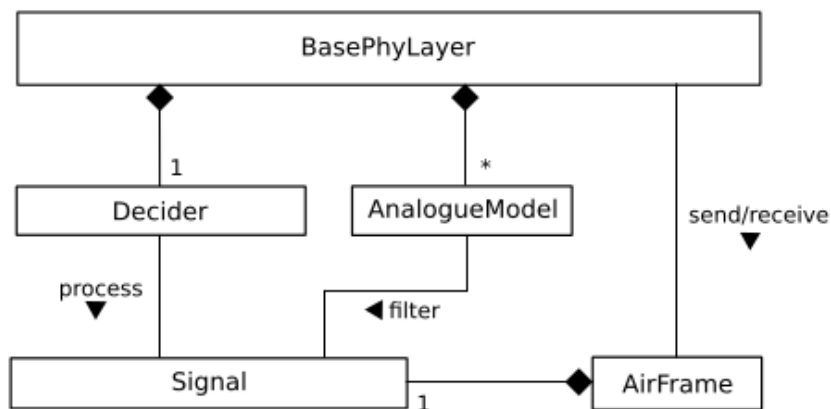 BasePhyLayer
1
*
Decider
AnalogueModel
send/receive
process
filter
Signal
1
AirFrame